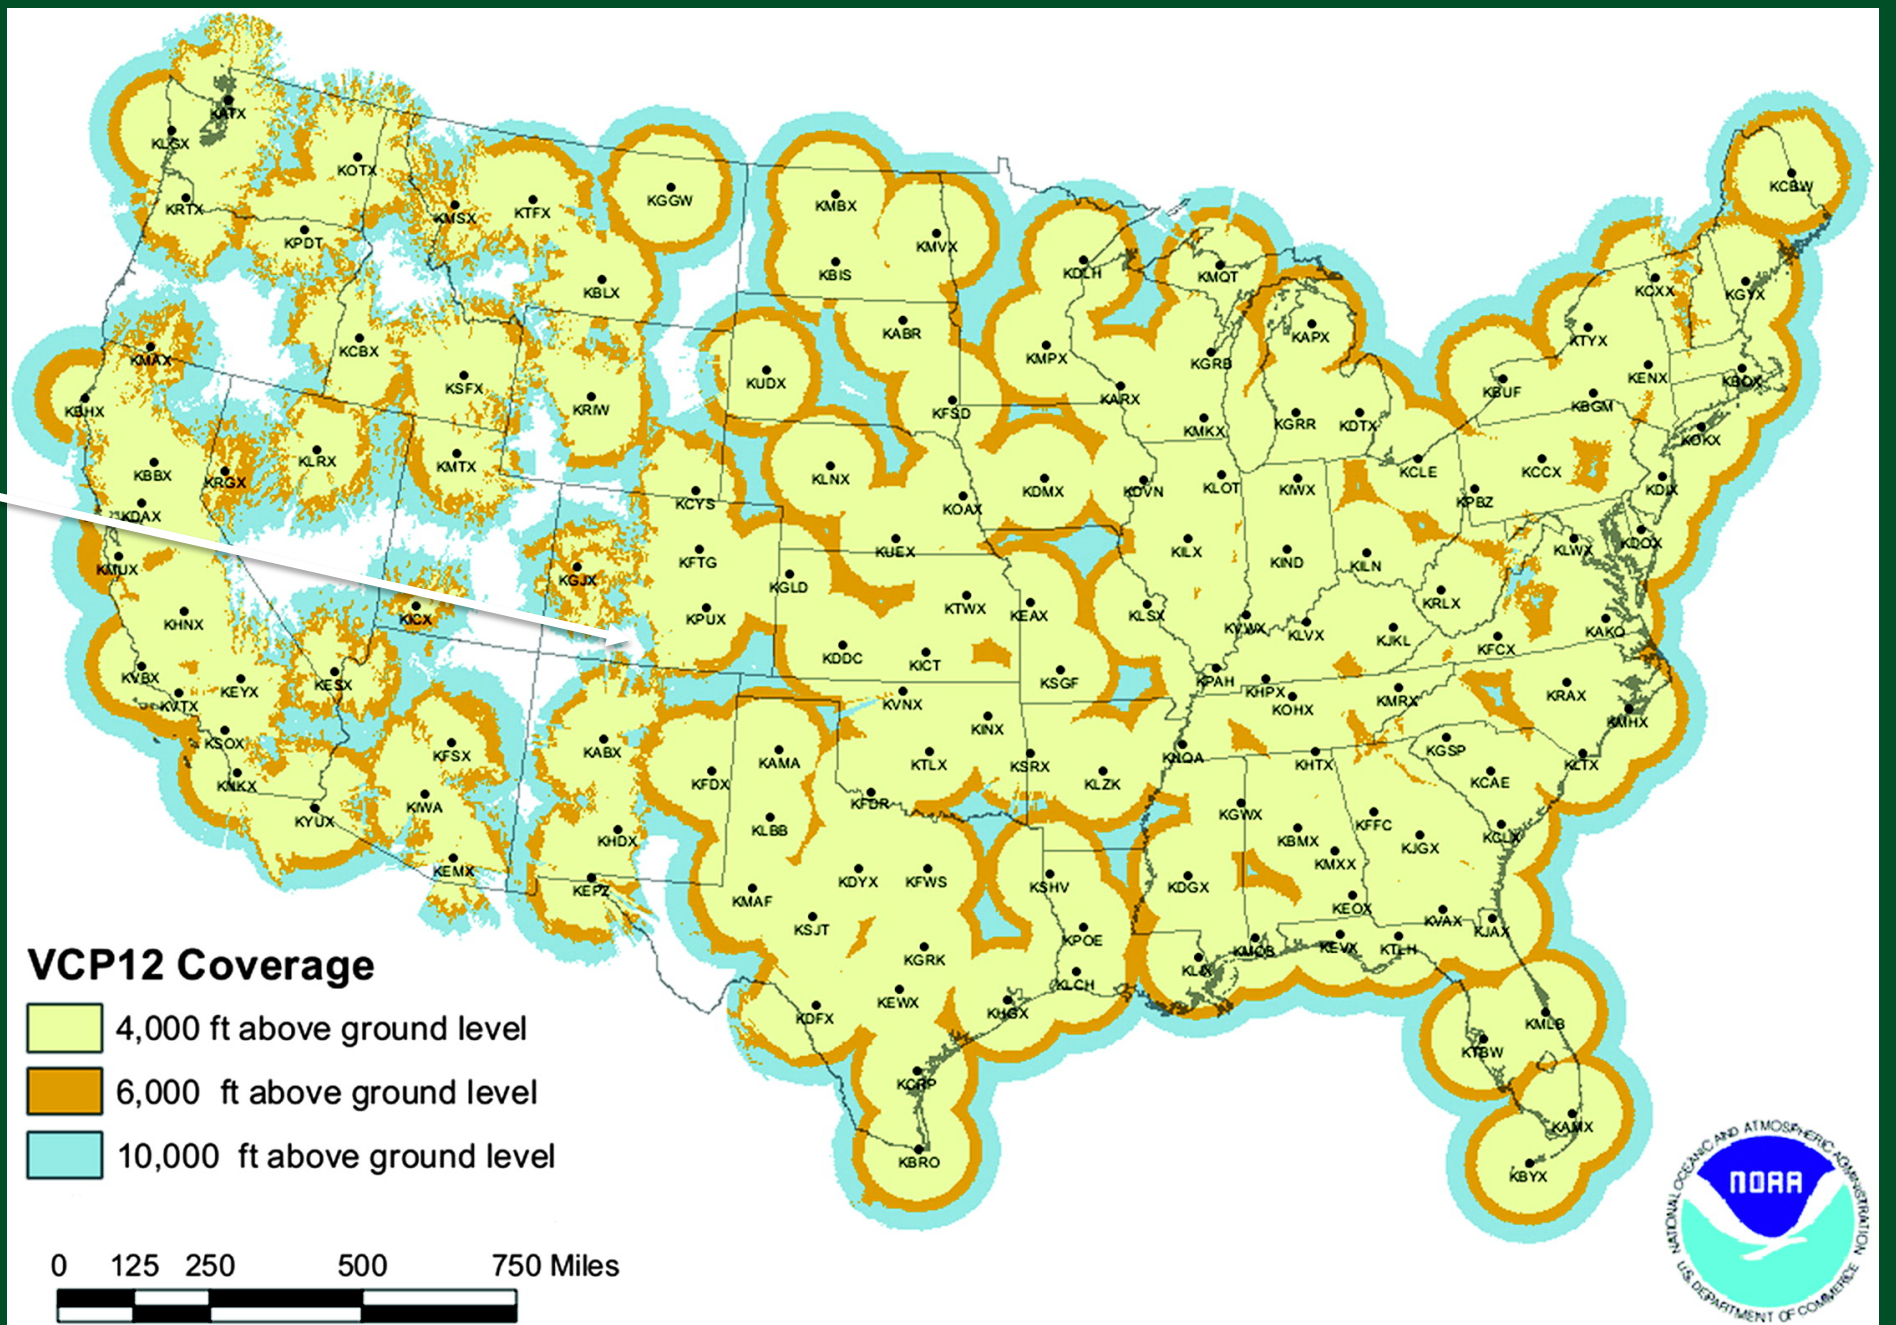 KATX
KLGX
KOTX
KRTX
KPDT
KMSX
KTFX
KGGW
KMBX
KMVX
KBIS
KBLX
KDLH
KMQT
KCBW
KCXX
KGYX
KMAX
KCBX
KSFX
KRIW
KUDX
KABR
KMPX
KGRB
KAPX
KTYX
KENX
KBOX
KBHX
KFSD
KARX
KBUF
KBGM
KMKX
KGRR
KDTX
KOKX
KBBX
KRGX
KLRX
KMTX
KLNX
KDMX
KDVN
KLOT
KIWX
KCLE
KCCX
KPBZ
KDIX
KDAX
KCYS
KOAX
KMUX
KGJX
KFTG
KUEX
KILX
KIND
KILN
KLWX
KDOX
KHNX
KICX
KPUX
KGLD
KTWX
KEAX
KLSX
KVWX
KLVX
KJKL
KRLX
KFCX
KAKQ
KVBX
KVTX
KEYX
KESX
KDDC
KICT
KSGF
KPAH
KHPX
KOHX
KMRX
KRAX
KMHX
KVNX
KINX
KSOX
KNKX
KFSX
KABX
KFDX
KAMA
KTLX
KSRX
KLZK
KNQA
KHTX
KGSP
KCAE
KLTX
KYUX
KIWA
KEMX
KHDX
KEPZ
KLBB
KFDR
KGWX
KBMX
KMXX
KFFC
KJGX
KCLX
KMAF
KDYX
KFWS
KSHV
KDGX
KEOX
KVAX
KJAX
KSJT
KGRK
KPOE
KLCH
KLIX
KMOB
KEVX
KTLH
KDFX
KEWX
KHGX
KMLB
KTBW
KCRP
KAMX
KBRO
KBYX
VCP12 Coverage
4,000 ft above ground level
6,000 ft above ground level
10,000 ft above ground level
0 125 250 500 750 Miles
NATIONAL OCEANIC AND ATMOSPHERIC ADMINISTRATION
NOAA
U.S. DEPARTMENT OF COMMERCE